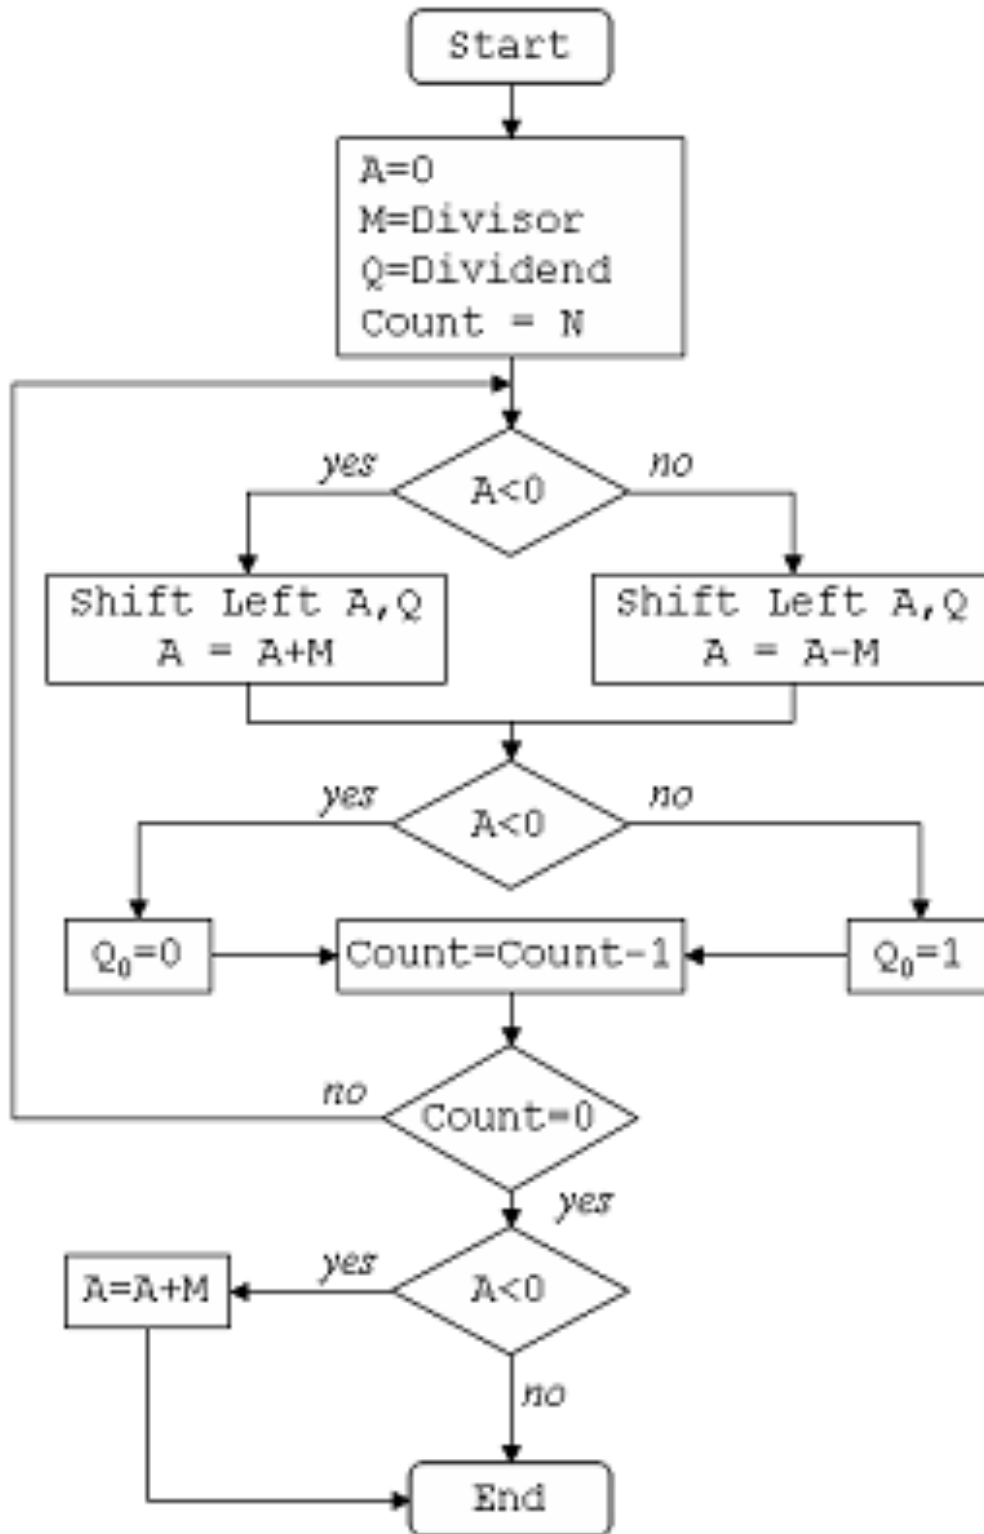 Start
A=0
M=Divisor
Q=Dividend
Count = N
yes
A<0
no
Shift Left A,Q
A = A+M
Shift Left A,Q
A = A-M
yes
A<0
no
Q₀=0
Count=Count-1
Q₀=1
no
Count=0
yes
A=A+M
yes
A<0
no
End